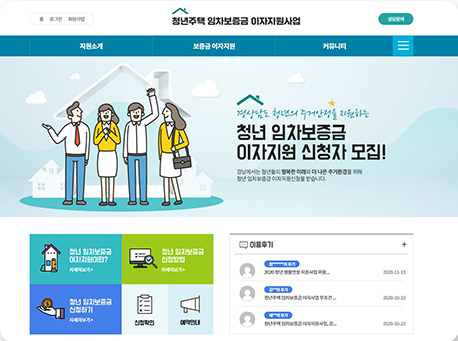 홈 로그인 회원가입
청년주택 임차보증금 이자지원사업
상담문의
지원소개 보증금 이자지원 커뮤니티
경상남도 청년의 주거안정을 지원하는
청년 임차보증금
이자지원 신청자 모집!
경남에서는 청년들의 행복한 미래와 더 나은 주거환경을 위해
청년 임차보증금 이자지원신청을 받습니다.
청년 임차보증금
이자지원이란?
자세히보기 >
청년 임차보증금
신청방법
자세히보기 >
청년 임차보증금
신청하기
자세히보기 >
신청확인
예약안내
이용후기 +
2020 청년 생활안정 지원사업 위왕... 2020-11-13
청년주택 임차보증금 이자 지원사업 무조건 ... 2020-10-23
청년주택 임차보증금 이자지원사업, 강... 2020-10-23